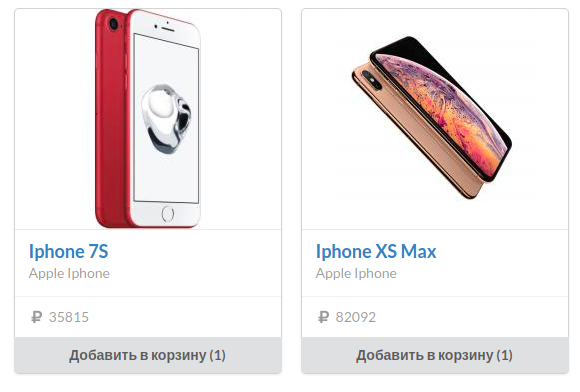 Iphone 7S
Apple Iphone
₽ 35815
Добавить в корзину (1)
Iphone XS Max
Apple Iphone
₽ 82092
Добавить в корзину (1)